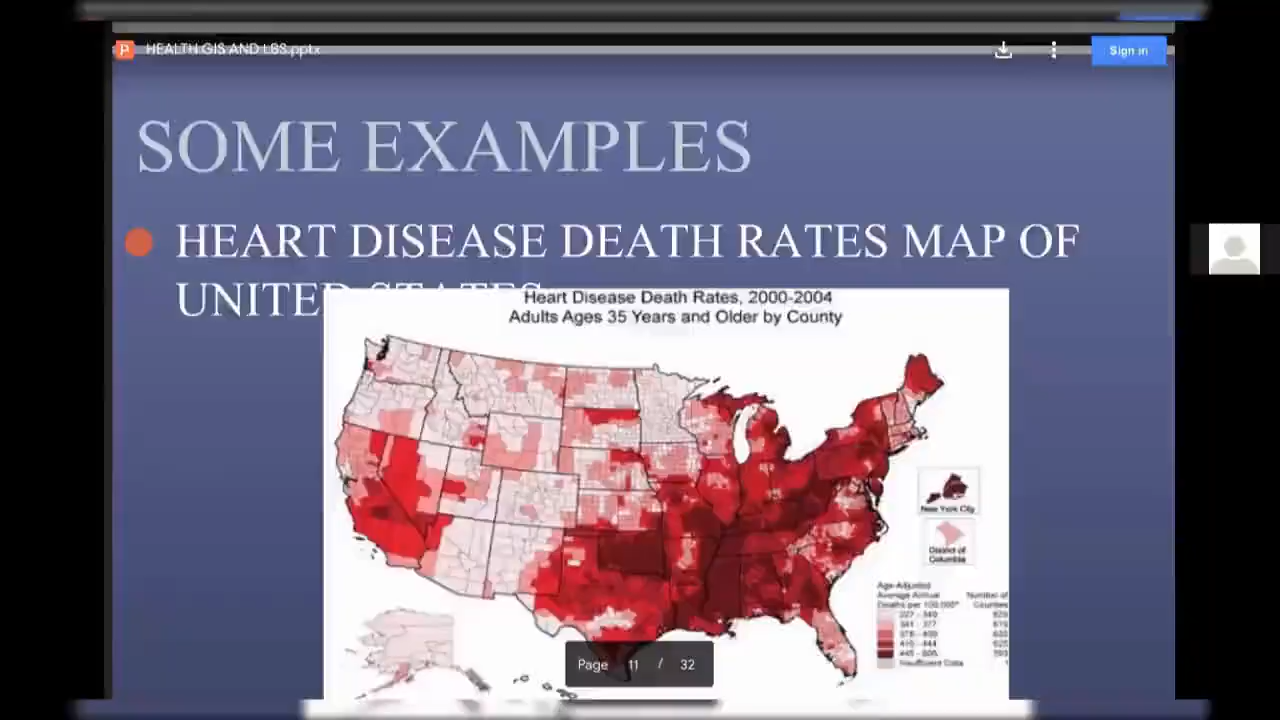 HEALTH GIS AND LBS.pptx
Sign in
SOME EXAMPLES
HEART DISEASE DEATH RATES MAP OF
UNITED STATES
Heart Disease Death Rates, 2000-2004
Adults Ages 35 Years and Older by County
New York City
District of
Columbia
Age-Adjusted
Average Annual
Deaths per 100,000*
Number of
Counties
Insufficient Data
Page 11 / 32